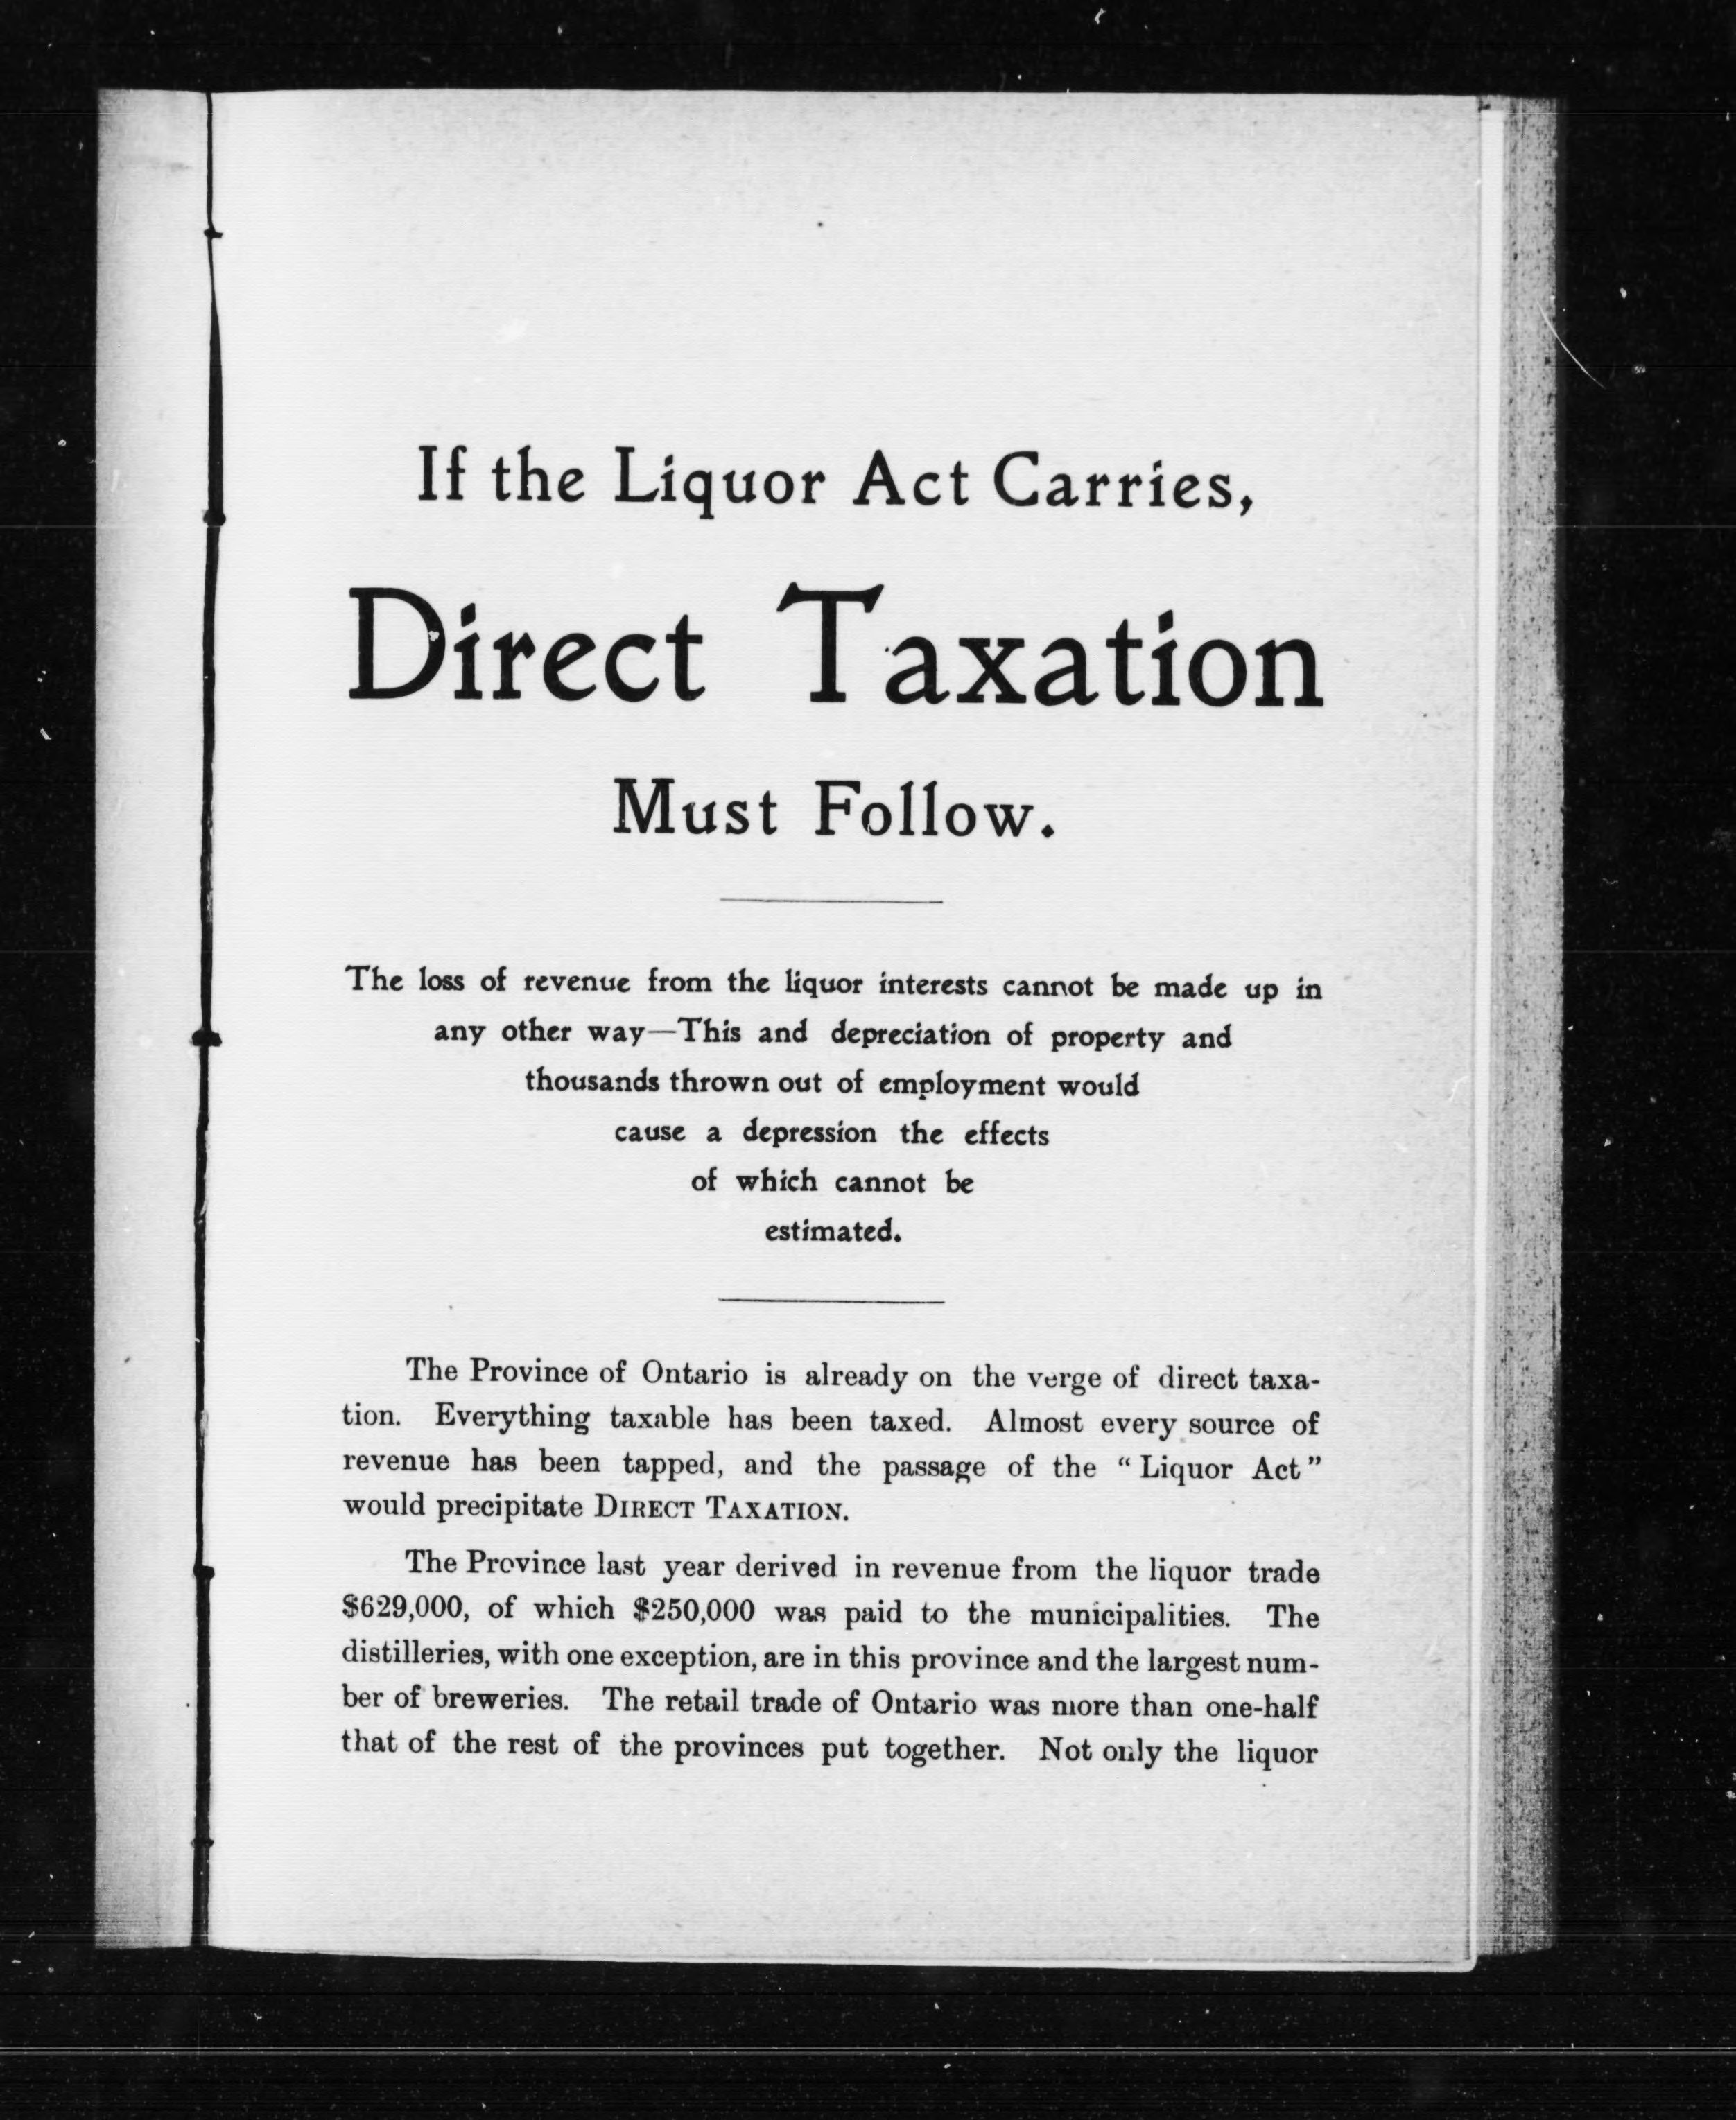 If the Liquor Act Carries,
Direct Taxation
Must Follow.
The loss of revenue from the liquor interests cannot be made up in
any other way—This and depreciation of property and
thousands thrown out of employment would
cause a depression the effects
of which cannot be
estimated.
The Province of Ontario is already on the verge of direct taxa-
tion. Everything taxable has been taxed. Almost every source of
revenue has been tapped, and the passage of the “Liquor Act”
would precipitate DIRECT TAXATION.
The Province last year derived in revenue from the liquor trade
$629,000, of which $250,000 was paid to the municipalities. The
distilleries, with one exception, are in this province and the largest num-
ber of breweries. The retail trade of Ontario was more than one-half
that of the rest of the provinces put together. Not only the liquor